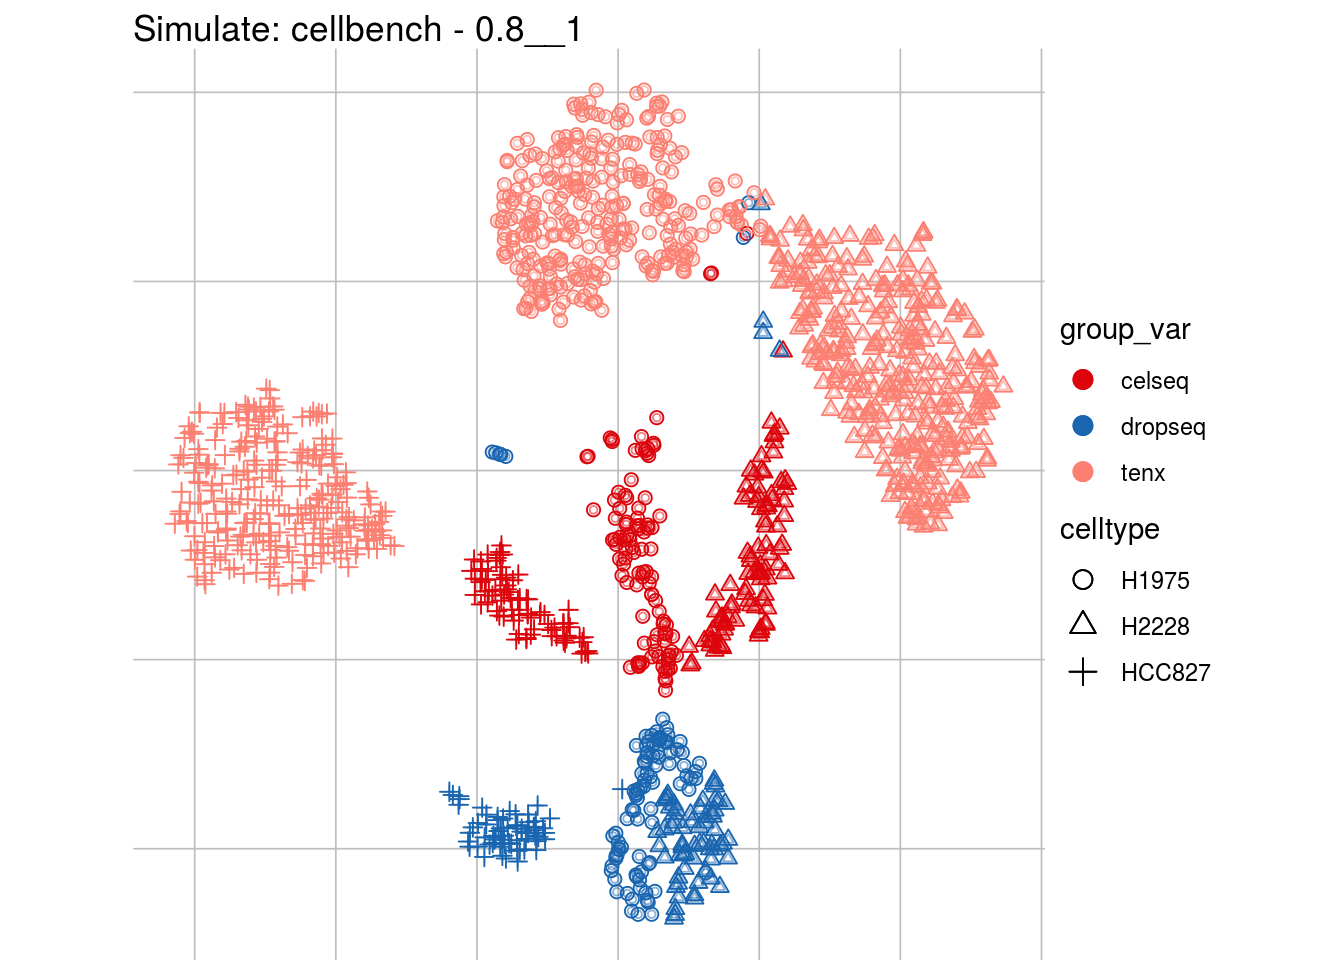 Simulate: cellbench - 0.8__1
group_var
celseq
dropseq
tenx
celltype
H1975
H2228
HCC827